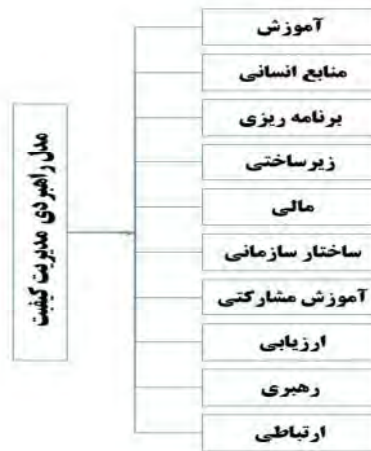 مدل راهبردی مدیریت کیفیت
آموزش
منابع انسانی
برنامه ریزی
زیرساختی
مالی
ساختار سازمانی
آموزش مشارکتی
ارزیابی
رهبری
ارتباطی